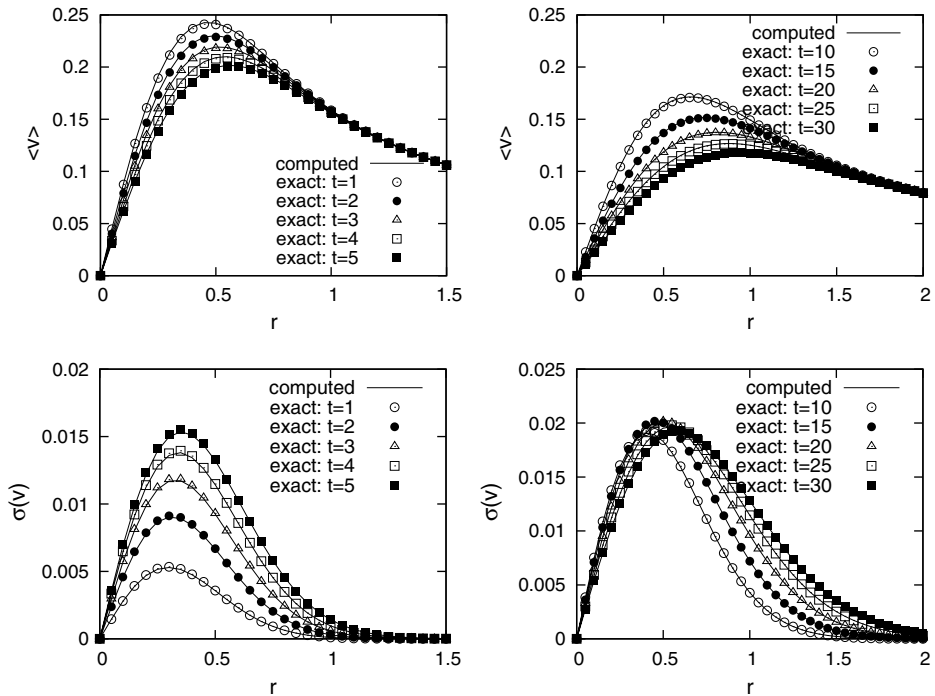 0.25
0.2
0.15
0.1
0.05
0
<v>
computed
exact: t=1
exact: t=2
exact: t=3
exact: t=4
exact: t=5
0 0.5 1 1.5
r
0.25
0.2
0.15
0.1
0.05
0
<v>
computed
exact: t=10
exact: t=15
exact: t=20
exact: t=25
exact: t=30
0 0.5 1 1.5 2
r
0.02
0.015
0.01
0.005
0
σ(v)
computed
exact: t=1
exact: t=2
exact: t=3
exact: t=4
exact: t=5
0 0.5 1 1.5
r
0.025
0.02
0.015
0.01
0.005
0
σ(v)
computed
exact: t=10
exact: t=15
exact: t=20
exact: t=25
exact: t=30
0 0.5 1 1.5 2
r